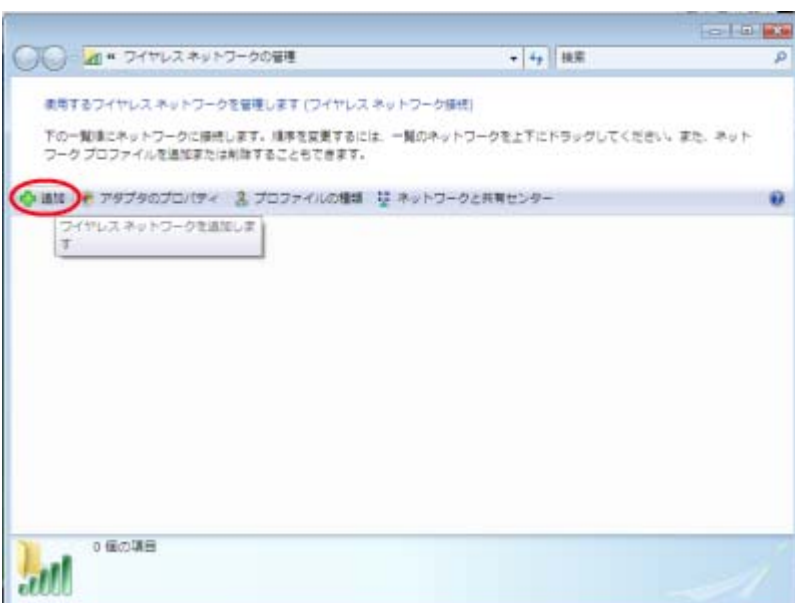 « ワイヤレス ネットワークの管理
検索
使用するワイヤレス ネットワークを管理します (ワイヤレス ネットワーク接続)
下の一覧順にネットワークに接続します。順序を変更するには、一覧のネットワークを上下にドラッグしてください。また、ネット
ワーク プロファイルを追加または削除することもできます。
追加 アダプタのプロパティ プロファイルの種類 ネットワークと共有センター
ワイヤレス ネットワークを追加しま
す
0 個の項目